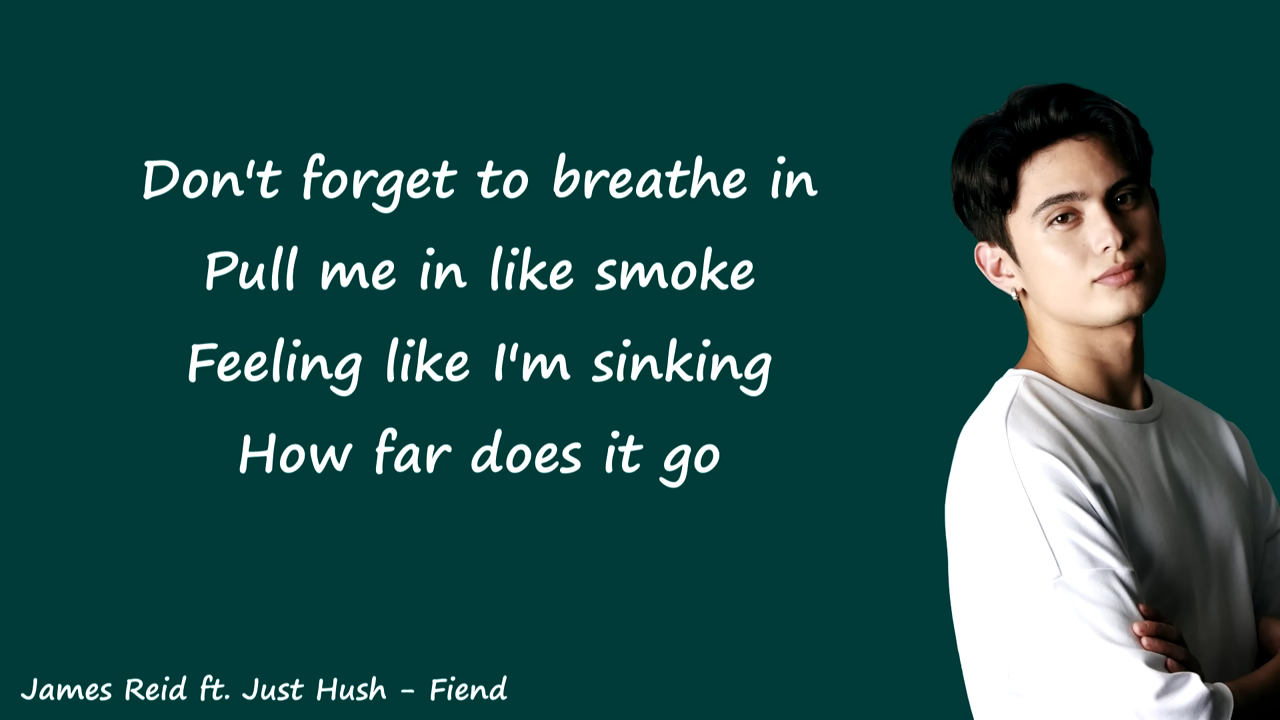 Don't forget to breathe in
Pull me in like smoke
Feeling like I'm sinking
How far does it go
James Reid ft. Just Hush - Fiend